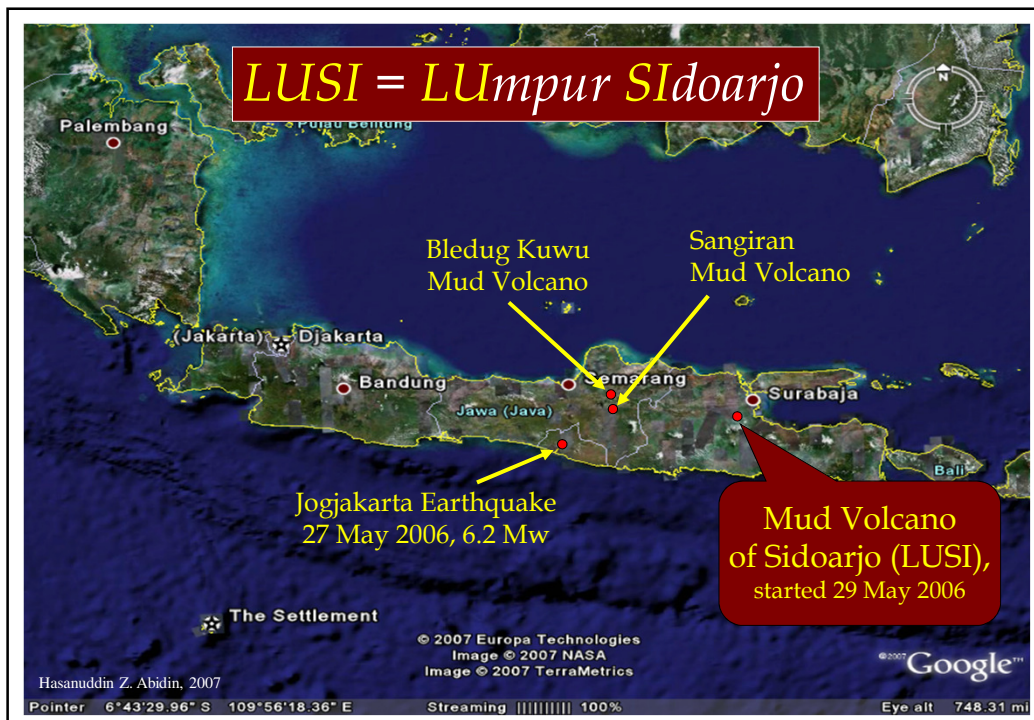 LUSI = LUmpur SIdoarjo
N
Palembang
Pulau Belitung
Bledug Kuwu
Mud Volcano
Sangiran
Mud Volcano
(Jakarta)
Djakarta
Bandung
Semarang
Surabaja
Jawa (Java)
Bali
Jogjakarta Earthquake
27 May 2006, 6.2 Mw
Mud Volcano
of Sidoarjo (LUSI),
started 29 May 2006
The Settlement
© 2007 Europa Technologies
Image © 2007 NASA
Image © 2007 TerraMetrics
©2007 Google™
Hasanuddin Z. Abidin, 2007
Pointer 6°43'29.96" S 109°56'18.36" E Streaming |||||||||| 100% Eye alt 748.31 mi